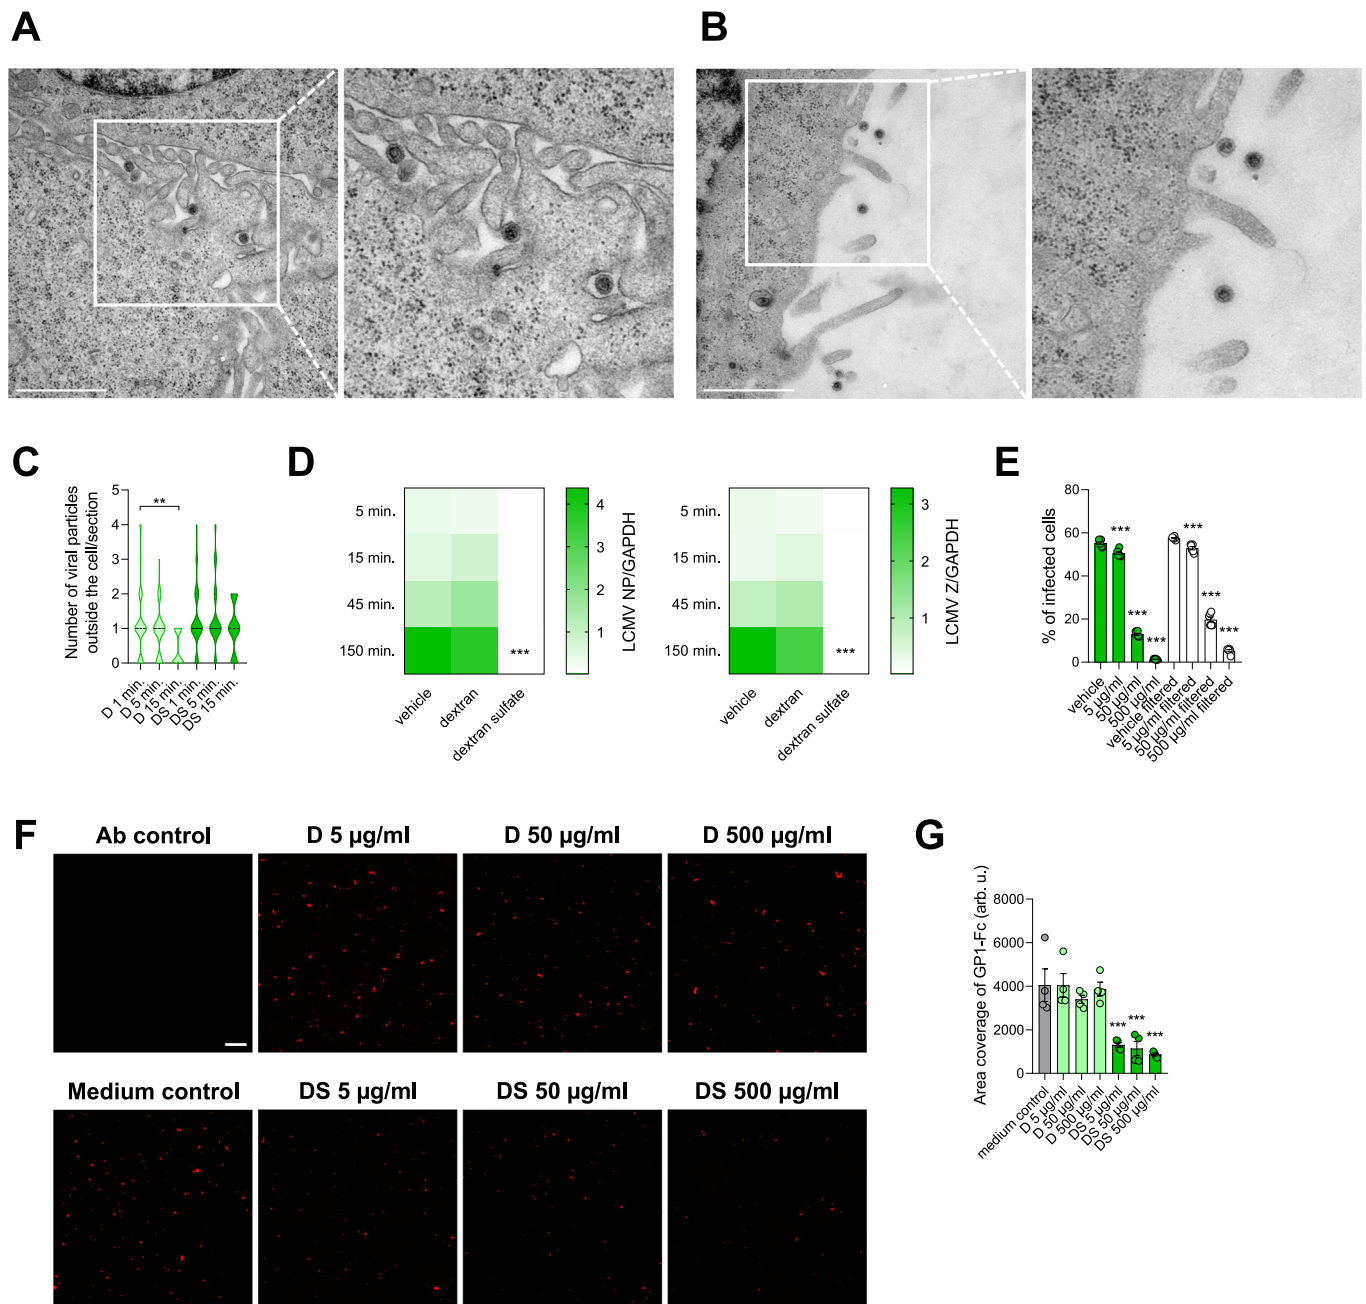 A
B
C
Number of viral particles
outside the cell/section
5
4
3
2
1
0
**
D 1 min.
D 5 min.
D 15 min.
DS 1 min.
DS 5 min.
DS 15 min.
D
5 min.
15 min.
45 min.
150 min.
***
vehicle
dextran
dextran sulfate
4
3
2
1
LCMV NP/GAPDH
5 min.
15 min.
45 min.
150 min.
***
vehicle
dextran
dextran sulfate
3
2
1
LCMV Z/GAPDH
E
% of infected cells
80
60
40
20
0
***
***
***
***
***
***
vehicle
5 µg/ml
50 µg/ml
500 µg/ml
vehicle filtered
5 µg/ml filtered
50 µg/ml filtered
500 µg/ml filtered
F
Ab control
D 5 µg/ml
D 50 µg/ml
D 500 µg/ml
Medium control
DS 5 µg/ml
DS 50 µg/ml
DS 500 µg/ml
G
Area coverage of GP1-Fc (arb. u.)
8000
6000
4000
2000
0
***
***
***
medium control
D 5 µg/ml
D 50 µg/ml
D 500 µg/ml
DS 5 µg/ml
DS 50 µg/ml
DS 500 µg/ml